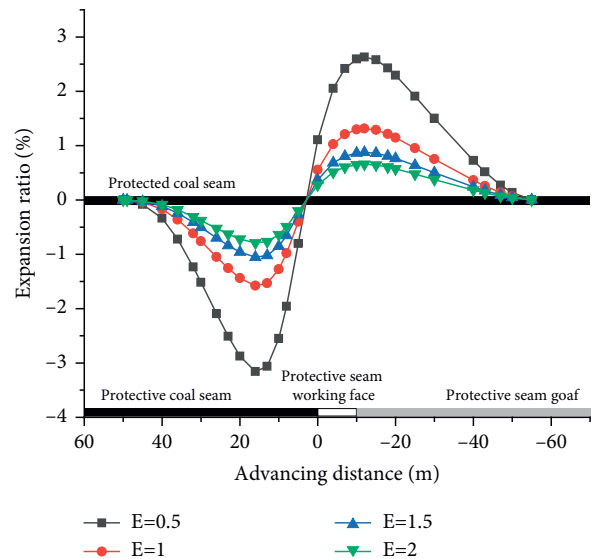 3
2
1
0
−1
−2
−3
−4
Expansion ratio (%)
Protected coal seam
Protective seam
working face
Protective coal seam
Protective seam goaf
60 40 20 0 −20 −40 −60
Advancing distance (m)
E=0.5 E=1.5
E=1 E=2